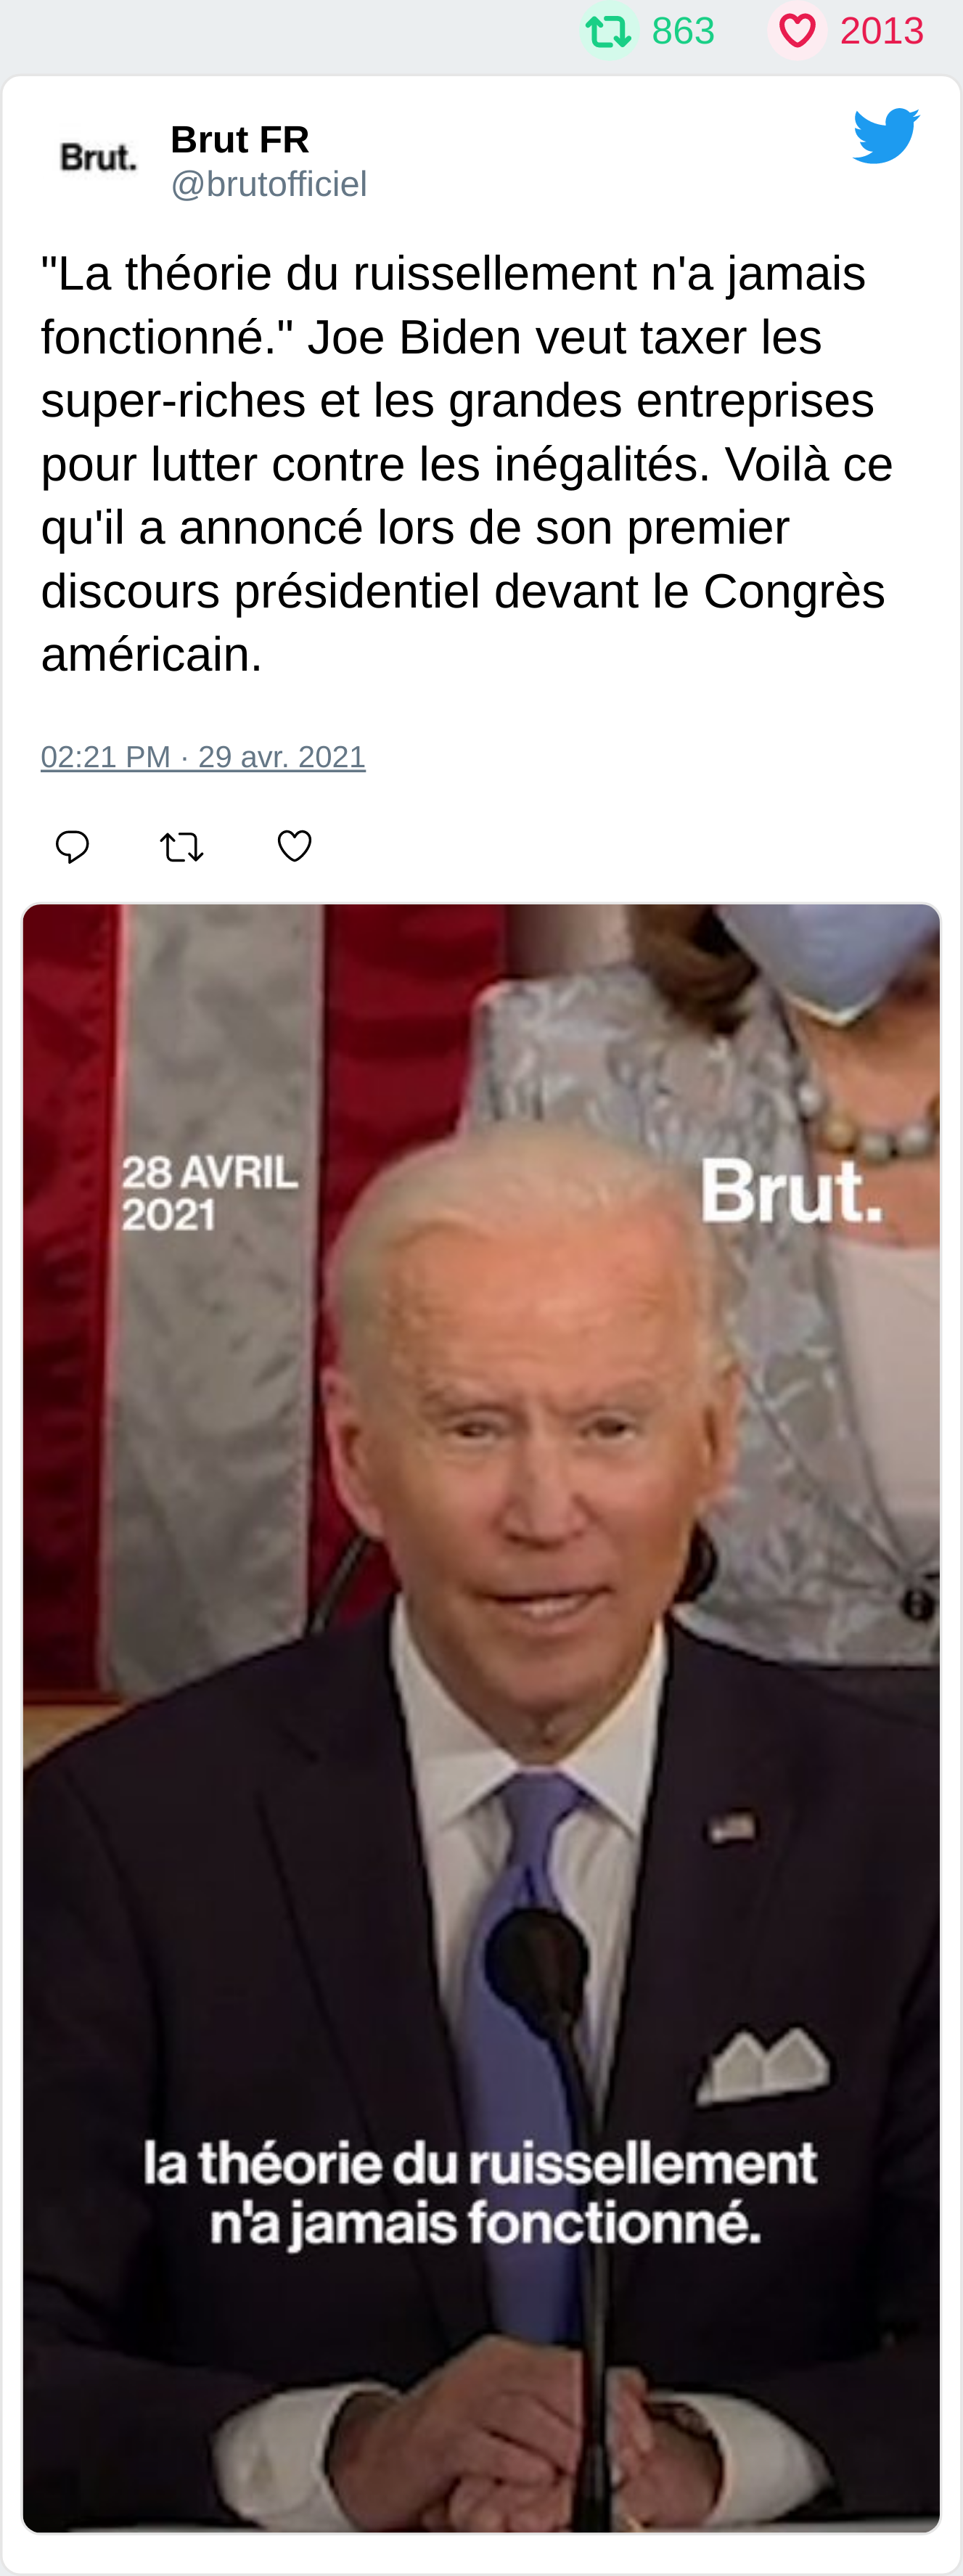 863 2013
Brut. Brut FR
@brutofficiel
"La théorie du ruissellement n'a jamais
fonctionné." Joe Biden veut taxer les
super-riches et les grandes entreprises
pour lutter contre les inégalités. Voilà ce
qu'il a annoncé lors de son premier
discours présidentiel devant le Congrès
américain.
02:21 PM · 29 avr. 2021
28 AVRIL
2021
Brut.
la théorie du ruissellement
n'a jamais fonctionné.